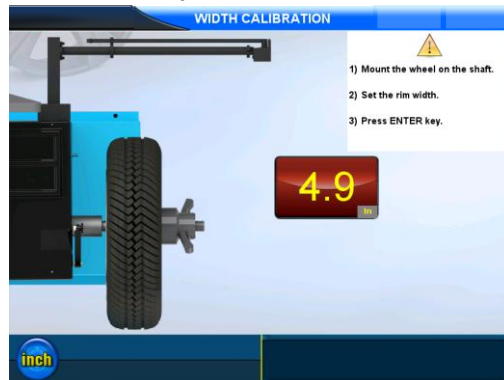 WIDTH CALIBRATION
1) Mount the wheel on the shaft.
2) Set the rim width.
3) Press ENTER key.
4.9
In
inch